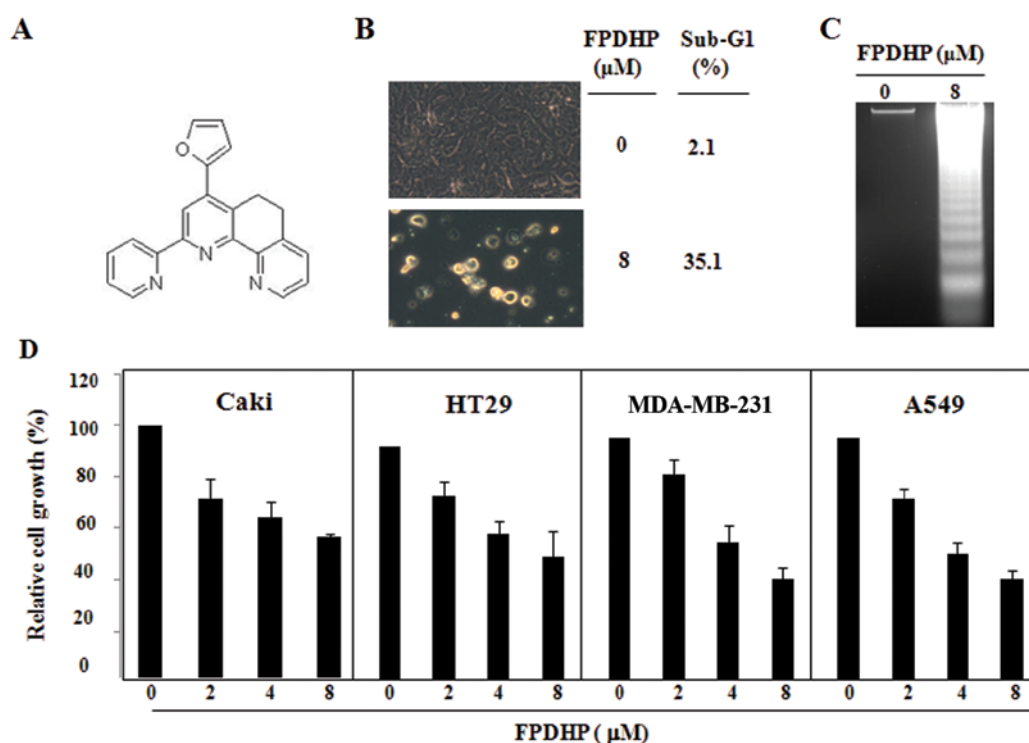 A
O
N
N
N
B
FPDHP
(µM)
Sub-G1
(%)
0
2.1
8
35.1
C
FPDHP (µM)
0 8
D
Relative cell growth (%)
120
100
80
60
40
20
0
Caki
HT29
MDA-MB-231
A549
0 2 4 8
0 2 4 8
0 2 4 8
0 2 4 8
FPDHP ( µM)